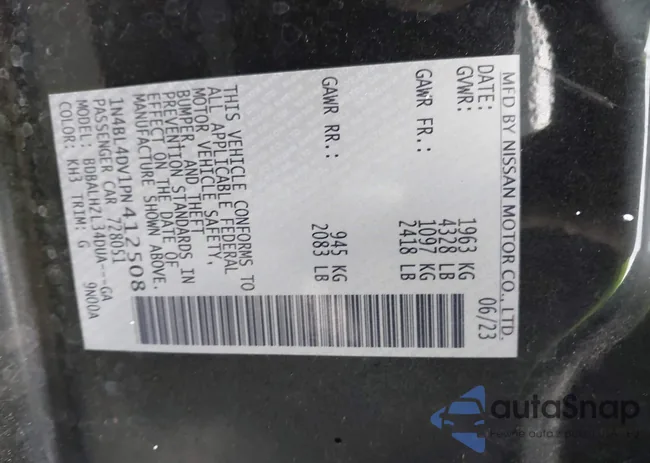 MFD BY NISSAN MOTOR CO., LTD.
DATE: 06/23
GVWR: 1963 KG
4328 LB
GAWR FR.: 1097 KG
2418 LB
GAWR RR.: 945 KG
2083 LB
THIS VEHICLE CONFORMS TO
ALL APPLICABLE FEDERAL
MOTOR VEHICLE SAFETY,
BUMPER, AND THEFT
PREVENTION STANDARDS IN
EFFECT ON THE DATE OF
MANUFACTURE SHOWN ABOVE.
1N4BL4DV1PN412508
PASSENGER CAR 728051
MODEL: BDBALHZL34DUA---GA
COLOR: KH3 TRIM: G 9N00A
autoSnap